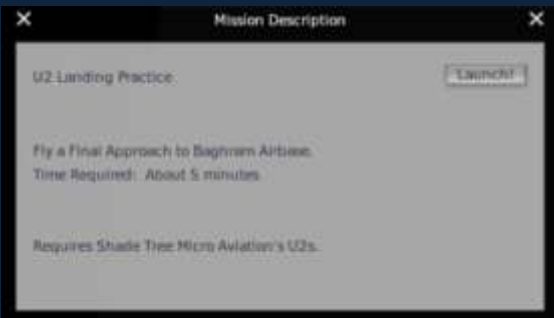 Mission Description
U2 Landing Practice
Launch!
Fly a Final Approach to Baghram Airbase.
Time Required: About 5 minutes
Requires Shade Tree Micro Aviation's U2s.